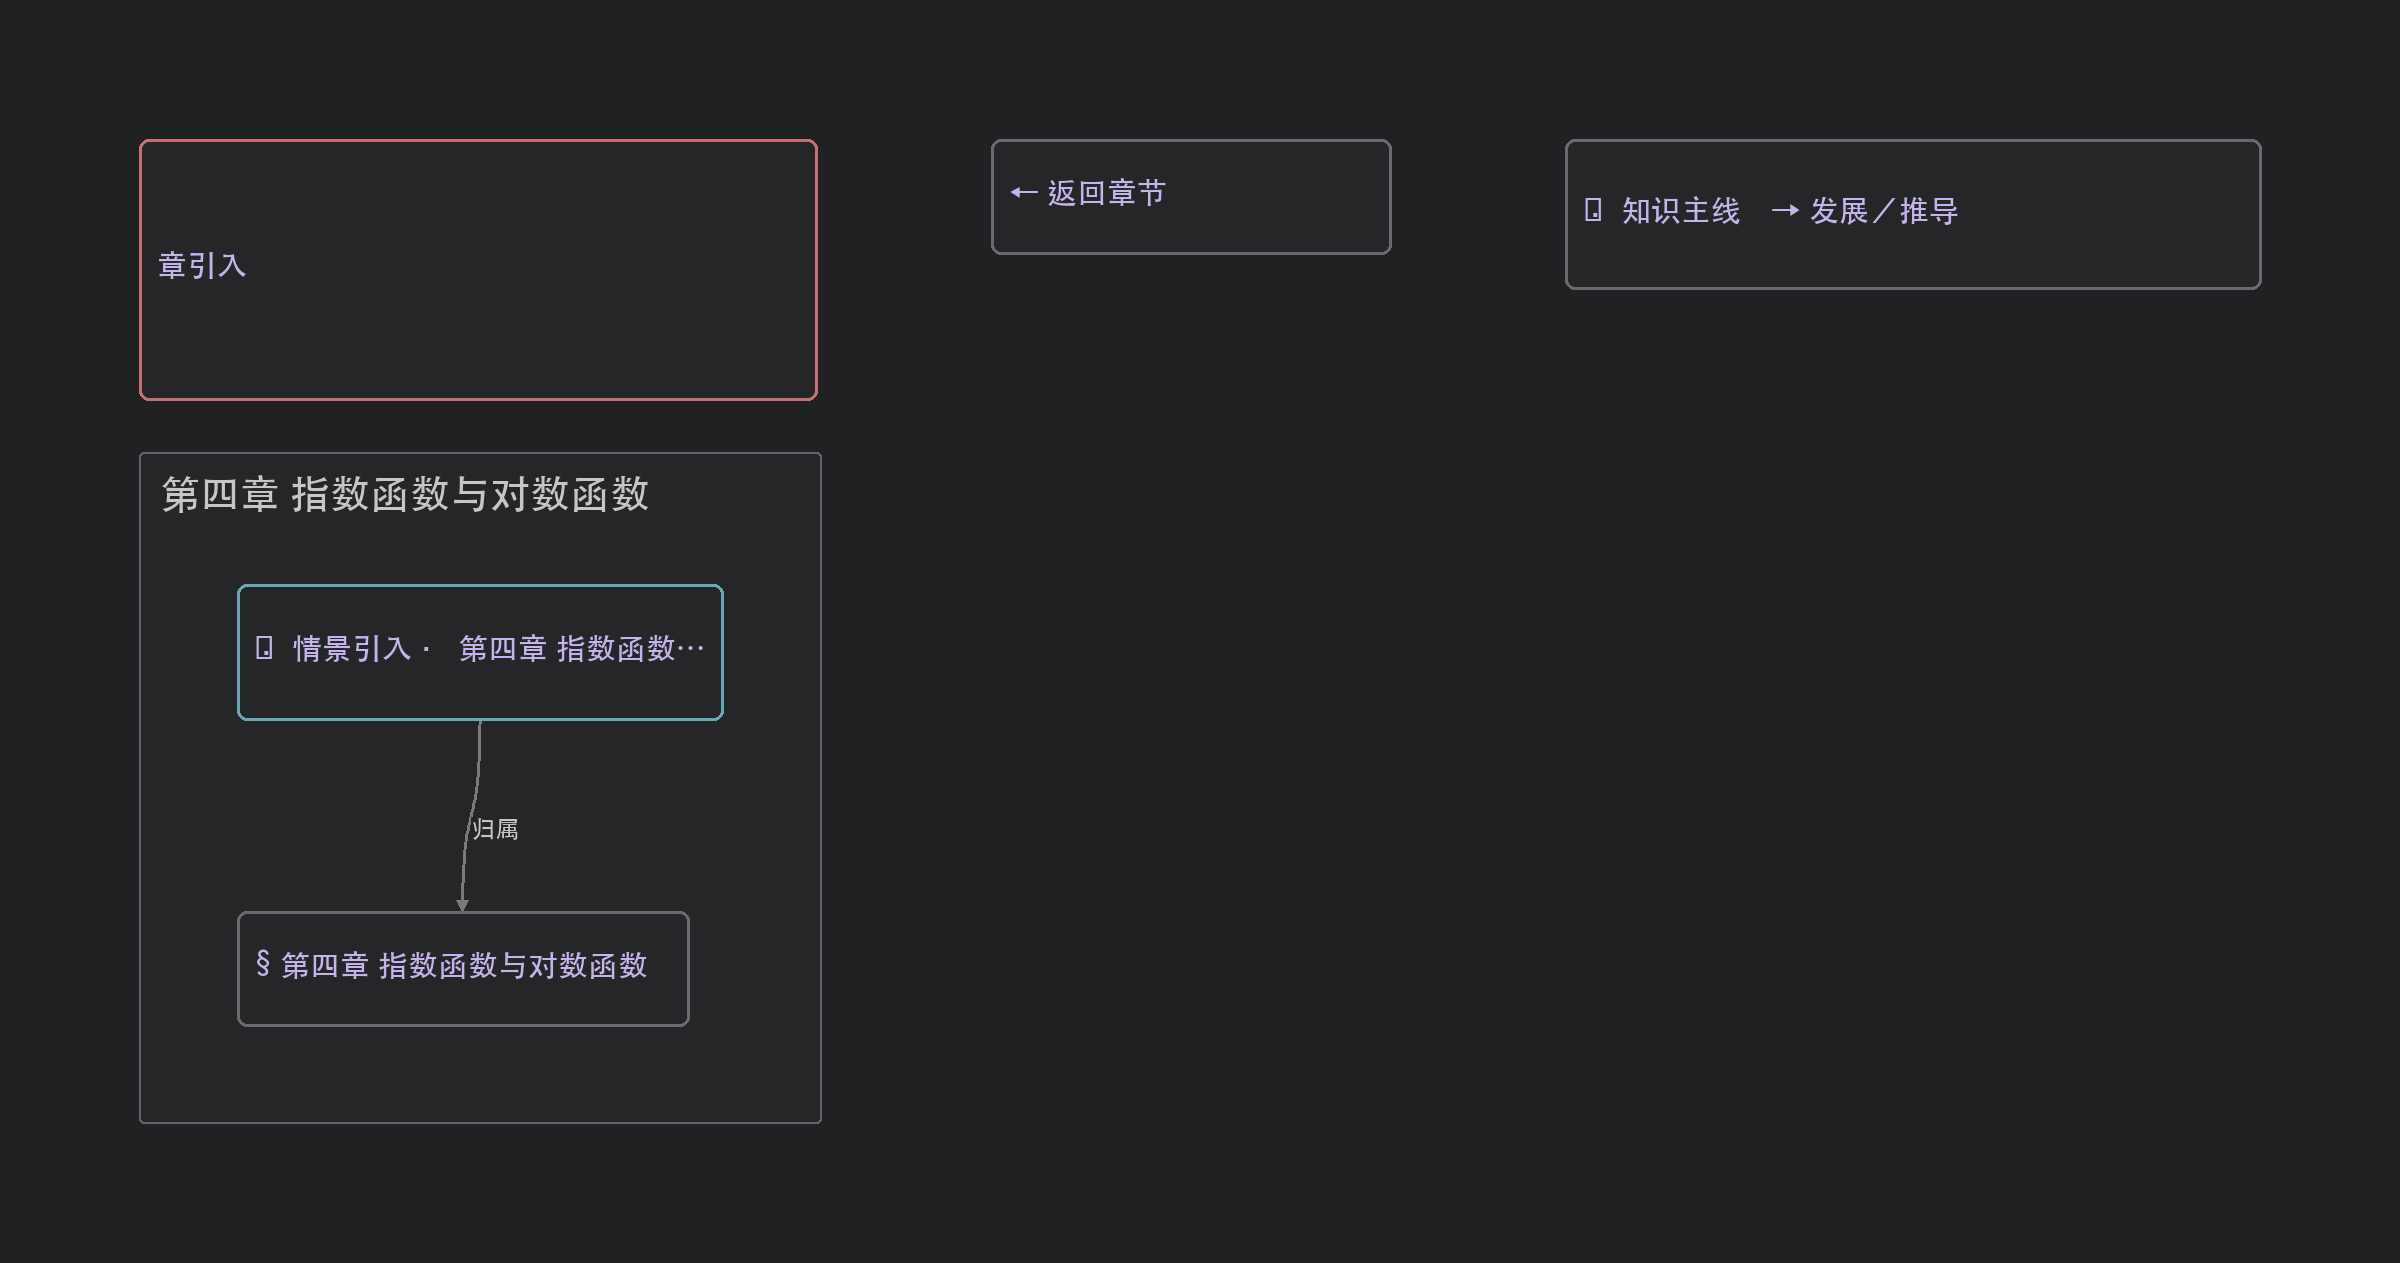 章引入
← 返回章节
知识主线 → 发展／推导
第四章 指数函数与对数函数
情景引入 · 第四章 指数函数…
归属
§ 第四章 指数函数与对数函数